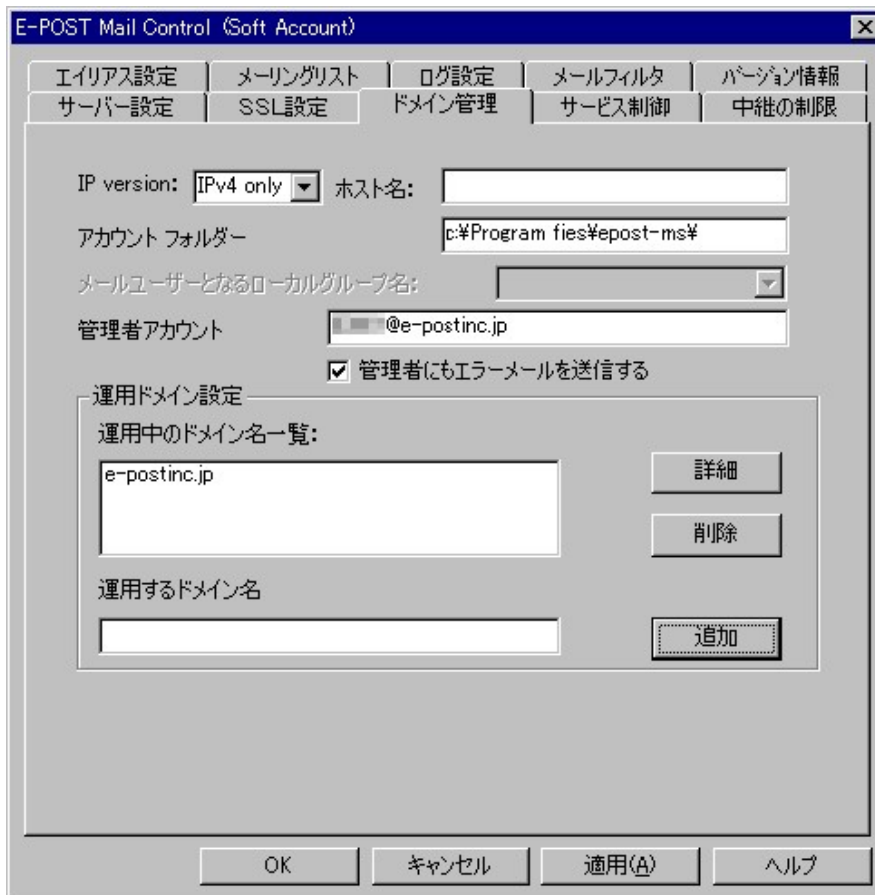 E-POST Mail Control (Soft Account)
エイリアス設定 メーリングリスト ログ設定 メールフィルタ バージョン情報
サーバー設定 SSL設定 ドメイン管理 サービス制御 中継の制限
IP version: IPv4 only ホスト名:
アカウント フォルダー c:¥Program fies¥epost-ms¥
メールユーザーとなるローカルグループ名:
管理者アカウント @e-postinc.jp
管理者にもエラーメールを送信する
運用ドメイン設定
運用中のドメイン名一覧:
e-postinc.jp
詳細
削除
運用するドメイン名
追加
OK キャンセル 適用(A) ヘルプ